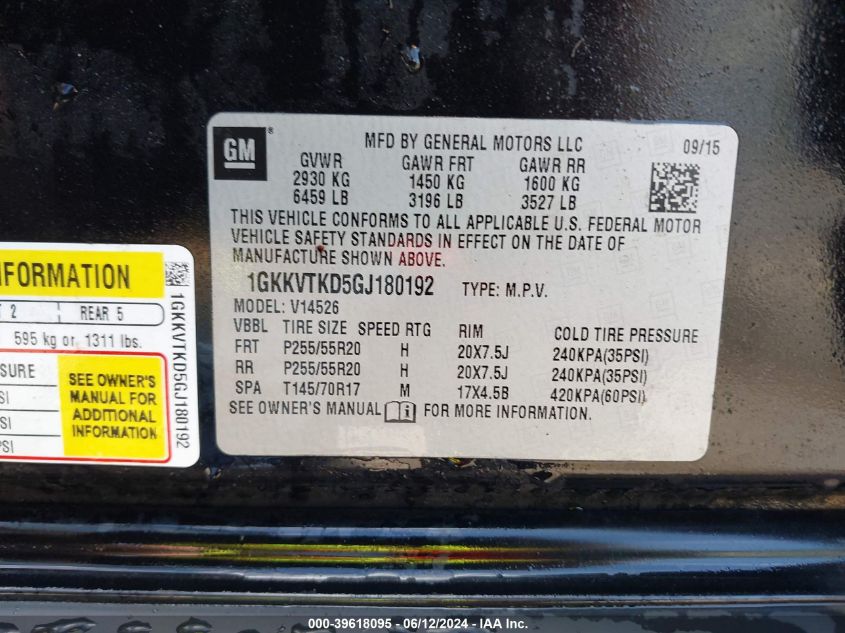 GM ®
MFD BY GENERAL MOTORS LLC 09/15
GVWR GAWR FRT GAWR RR
2930 KG 1450 KG 1600 KG
6459 LB 3196 LB 3527 LB
THIS VEHICLE CONFORMS TO ALL APPLICABLE U.S. FEDERAL MOTOR
VEHICLE SAFETY STANDARDS IN EFFECT ON THE DATE OF
MANUFACTURE SHOWN ABOVE.
1GKKVTKD5GJ180192 TYPE: M.P.V.
MODEL: V14526
VBBL TIRE SIZE SPEED RTG RIM COLD TIRE PRESSURE
FRT P255/55R20 H 20X7.5J 240KPA(35PSI)
RR P255/55R20 H 20X7.5J 240KPA(35PSI)
SPA T145/70R17 M 17X4.5B 420KPA(60PSI)
SEE OWNER'S MANUAL FOR MORE INFORMATION.
NFORMATION
2 REAR 5
595 kg or 1311 lbs.
SURE
SI
SI
PSI
SEE OWNER'S
MANUAL FOR
ADDITIONAL
INFORMATION
1GKKVTKD5GJ180192
000-39618095 - 06/12/2024 - IAA Inc.